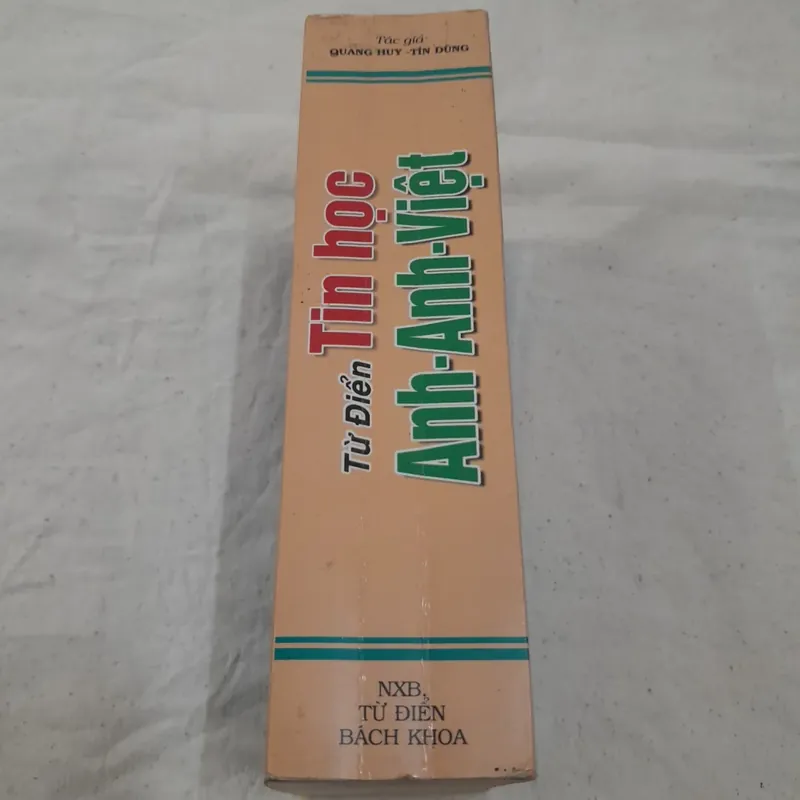 Tác giả
QUANG HUY - TÍN DŨNG
Từ Điển Tin học
Anh-Anh-Việt
NXB,
TỪ ĐIỂN
BÁCH KHOA